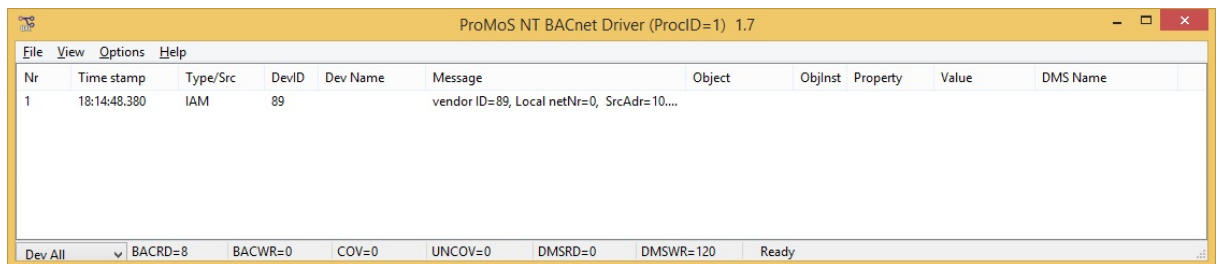 ProMoS NT BACnet Driver (ProcID=1) 1.7
File View Options Help
Nr Time stamp Type/Src DevID Dev Name Message Object ObjInst Property Value DMS Name
1 18:14:48.380 IAM 89 vendor ID=89, Local netNr=0, SrcAdr=10....
Dev All BACRD=8 BACWR=0 COV=0 UNCOV=0 DMSRD=0 DMSWR=120 Ready